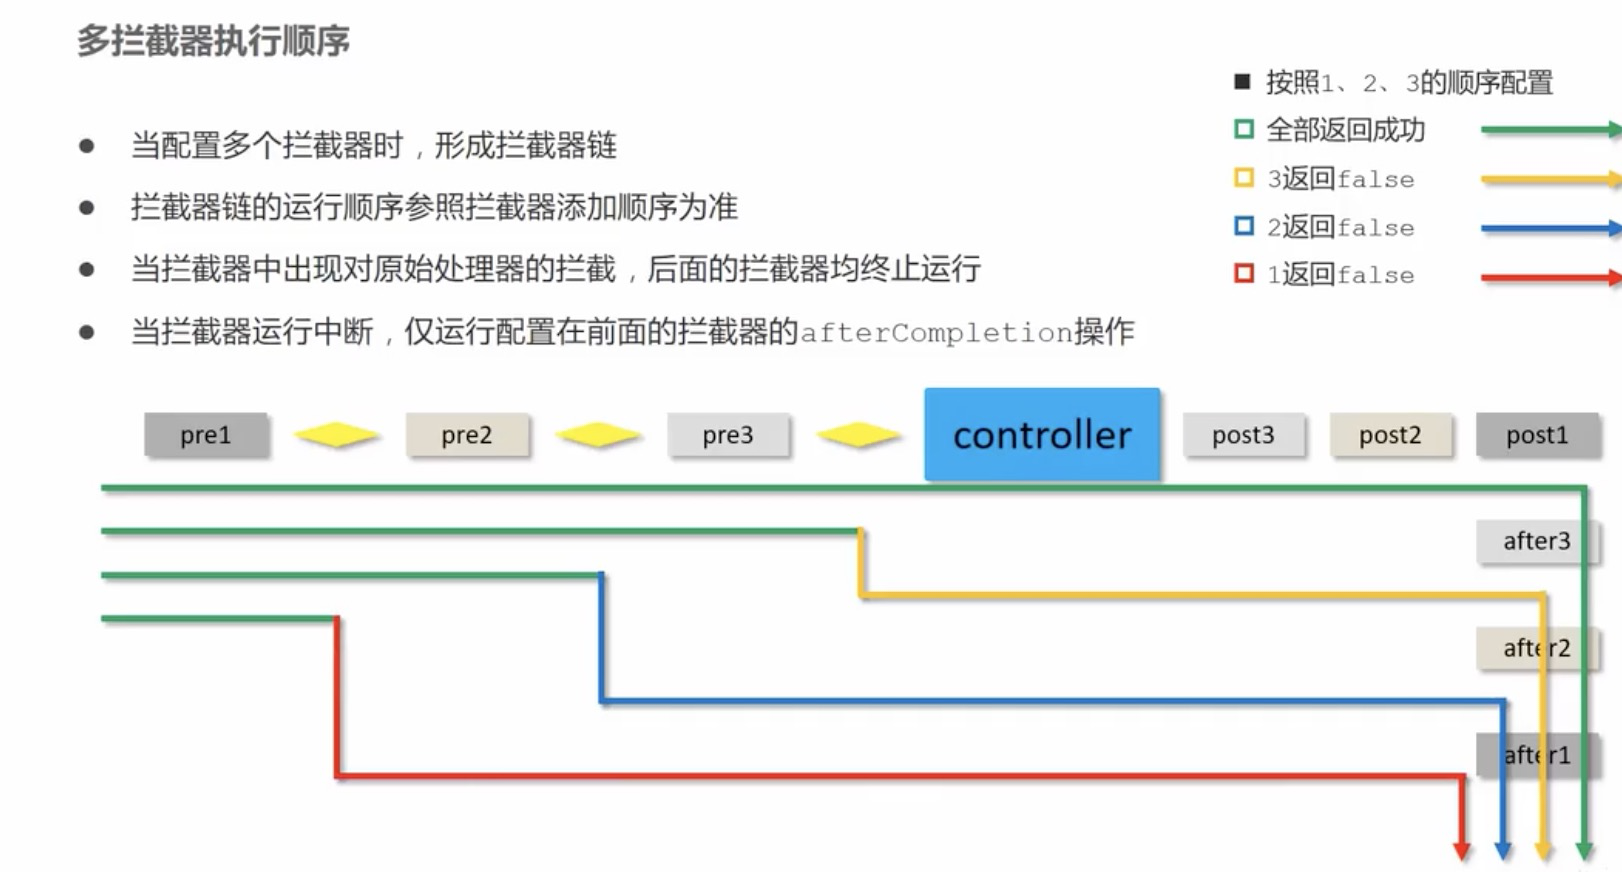 多拦截器执行顺序
按照1、2、3的顺序配置
全部返回成功
3返回false
2返回false
1返回false
当配置多个拦截器时，形成拦截器链
拦截器链的运行顺序参照拦截器添加顺序为准
当拦截器中出现对原始处理器的拦截，后面的拦截器均终止运行
当拦截器运行中断，仅运行配置在前面的拦截器的afterCompletion操作
pre1 pre2 pre3 controller post3 post2 post1
after3
after2
after1